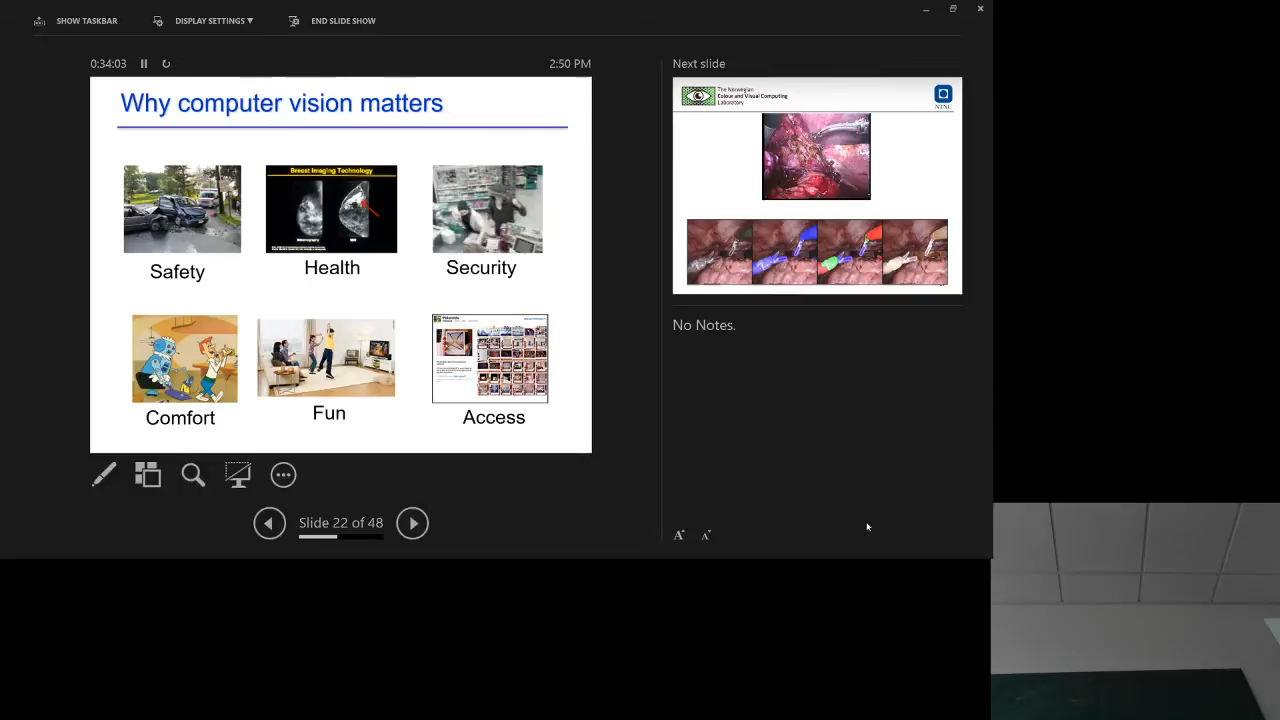 SHOW TASKBAR
DISPLAY SETTINGS ▼
END SLIDE SHOW
0:34:03
2:50 PM
Next slide
Why computer vision matters
Breast Imaging Technology
Safety
Health
Security
Comfort
Fun
Access
The Norwegian
Colour and Visual Computing
Laboratory
NTNU
No Notes.
Slide 22 of 48
A
A